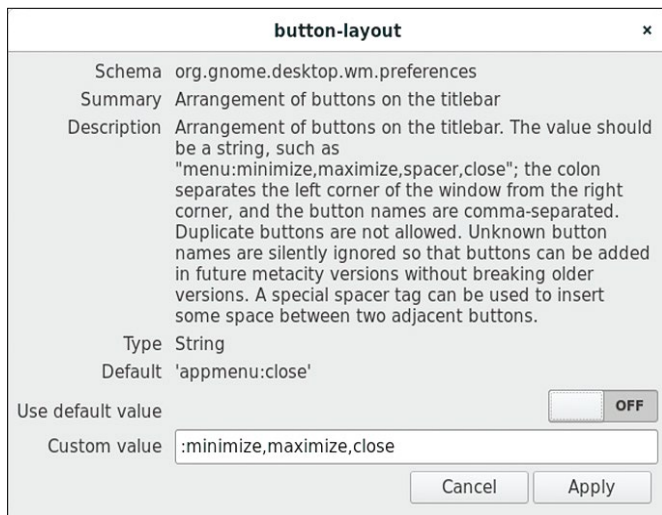 button-layout ×
Schema org.gnome.desktop.wm.preferences
Summary Arrangement of buttons on the titlebar
Description Arrangement of buttons on the titlebar. The value should
be a string, such as
"menu:minimize,maximize,spacer,close"; the colon
separates the left corner of the window from the right
corner, and the button names are comma-separated.
Duplicate buttons are not allowed. Unknown button
names are silently ignored so that buttons can be added
in future metacity versions without breaking older
versions. A special spacer tag can be used to insert
some space between two adjacent buttons.
Type String
Default 'appmenu:close'
Use default value OFF
Custom value :minimize,maximize,close
Cancel Apply